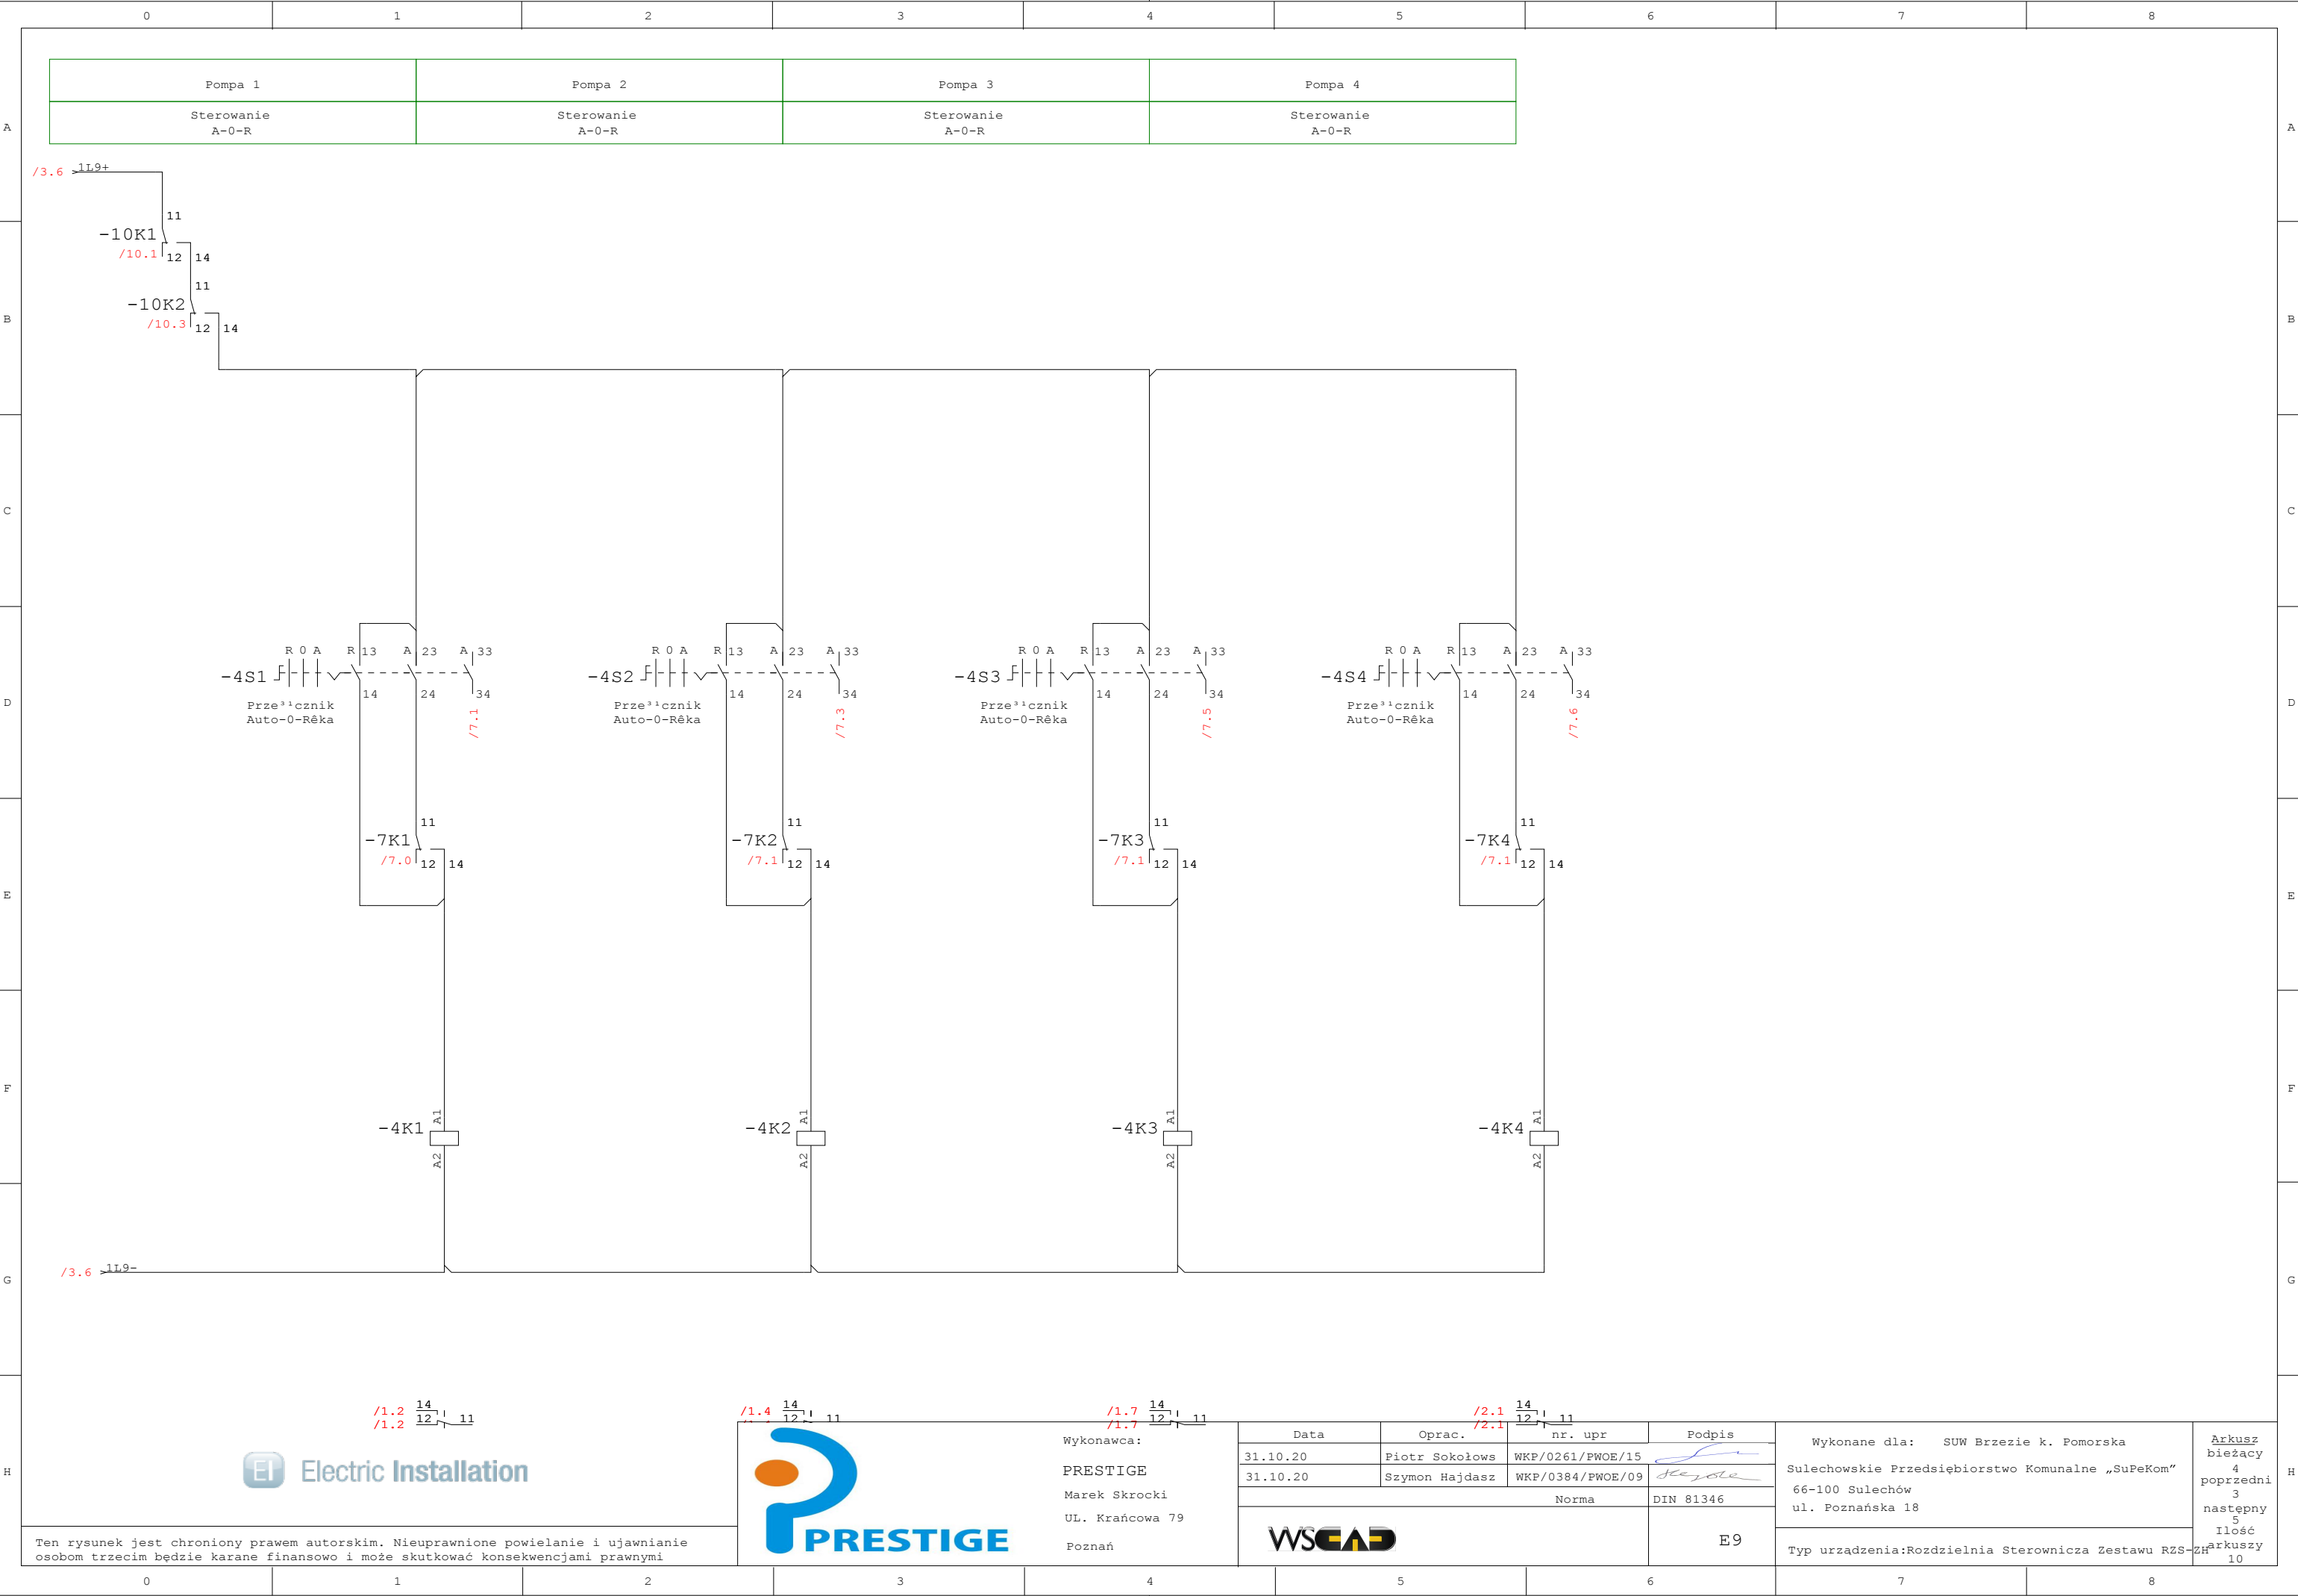 0 1 2 3 4 5 6 7 8
Pompa 1 Pompa 2 Pompa 3 Pompa 4
Sterowanie Sterowanie Sterowanie Sterowanie
A-0-R A-0-R A-0-R A-0-R
A A
/3.6 1L9+
11
-10K1
/10.1 12 14
11
-10K2
/10.3 12 14
B B
C C
R 0 A R 13 A 23 A 33 R 0 A R 13 A 23 A 33 R 0 A R 13 A 23 A 33 R 0 A R 13 A 23 A 33
-4S1 -4S2 -4S3 -4S4
14 24 34 14 24 34 14 24 34 14 24 34
Prze³¹cznik Prze³¹cznik Prze³¹cznik Prze³¹cznik
Auto-0-Rêka Auto-0-Rêka Auto-0-Rêka Auto-0-Rêka
/7.1 /7.3 /7.5 /7.6
D D
11 11 11 11
-7K1 -7K2 -7K3 -7K4
/7.0 12 14 /7.1 12 14 /7.1 12 14 /7.1 12 14
E E
F F
A1 A1 A1 A1
-4K1 -4K2 -4K3 -4K4
A2 A2 A2 A2
/3.6 1L9-
G G
14 14 14 14
/1.2 12 11 /1.4 12 11 /1.7 12 11 /2.1 12 11
/1.2 /1.7 /2.1
H H
EI Electric Installation
Ten rysunek jest chroniony prawem autorskim. Nieuprawnione powielanie i ujawnianie
osobom trzecim będzie karane finansowo i może skutkować konsekwencjami prawnymi
PRESTIGE
Wykonawca:
PRESTIGE
Marek Skrocki
UL. Krańcowa 79
Poznań
Data Oprac. nr. upr Podpis
31.10.20 Piotr Sokołows WKP/0261/PWOE/15
31.10.20 Szymon Hajdasz WKP/0384/PWOE/09
Norma DIN 81346
WSCAD E9
Wykonane dla: SUW Brzezie k. Pomorska
Sulechowskie Przedsiębiorstwo Komunalne „SuPeKom”
66-100 Sulechów
ul. Poznańska 18
Typ urządzenia:Rozdzielnia Sterownicza Zestawu RZS-ZH
Arkusz
bieżący
4
poprzedni
3
następny
5
Ilość
arkuszy
10
0 1 2 3 4 5 6 7 8